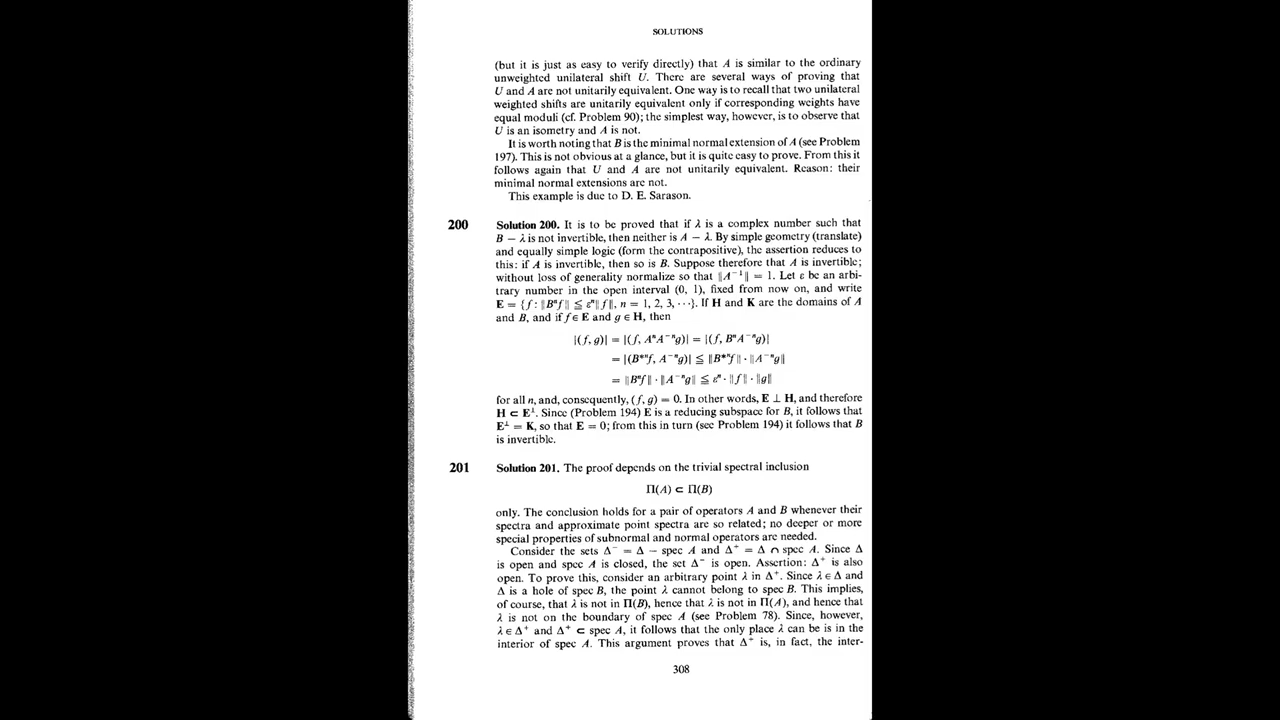 SOLUTIONS
(but it is just as easy to verify directly) that A is similar to the ordinary
unweighted unilateral shift U. There are several ways of proving that
U and A are not unitarily equivalent. One way is to recall that two unilateral
weighted shifts are unitarily equivalent only if corresponding weights have
equal moduli (cf. Problem 90); the simplest way, however, is to observe that
U is an isometry and A is not.
It is worth noting that B is the minimal normal extension of A (see Problem
197). This is not obvious at a glance, but it is quite easy to prove. From this it
follows again that U and A are not unitarily equivalent. Reason: their
minimal normal extensions are not.
This example is due to D. E. Sarason.
200 Solution 200. It is to be proved that if λ is a complex number such that
B − λ is not invertible, then neither is A − λ. By simple geometry (translate)
and equally simple logic (form the contrapositive), the assertion reduces to
this: if A is invertible, then so is B. Suppose therefore that A is invertible;
without loss of generality normalize so that ‖A⁻¹‖ = 1. Let ε be an arbi-
trary number in the open interval (0, 1), fixed from now on, and write
E = {f: ‖Bⁿf‖ ≦ εⁿ‖f‖, n = 1, 2, 3, ···}. If H and K are the domains of A
and B, and if f ∈ E and g ∈ H, then
|(f, g)| = |(f, AⁿA⁻ⁿg)| = |(f, BⁿA⁻ⁿg)|
= |(B*ⁿf, A⁻ⁿg)| ≦ ‖B*ⁿf‖ · ‖A⁻ⁿg‖
= ‖Bⁿf‖ · ‖A⁻ⁿg‖ ≦ εⁿ · ‖f‖ · ‖g‖
for all n, and, consequently, (f, g) = 0. In other words, E ⊥ H, and therefore
H ⊂ E⊥. Since (Problem 194) E is a reducing subspace for B, it follows that
E⊥ = K, so that E = 0; from this in turn (see Problem 194) it follows that B
is invertible.
201 Solution 201. The proof depends on the trivial spectral inclusion
Π(A) ⊂ Π(B)
only. The conclusion holds for a pair of operators A and B whenever their
spectra and approximate point spectra are so related; no deeper or more
special properties of subnormal and normal operators are needed.
Consider the sets Δ⁻ = Δ − spec A and Δ⁺ = Δ ∩ spec A. Since Δ
is open and spec A is closed, the set Δ⁻ is open. Assertion: Δ⁺ is also
open. To prove this, consider an arbitrary point λ in Δ⁺. Since λ ∈ Δ and
Δ is a hole of spec B, the point λ cannot belong to spec B. This implies,
of course, that λ is not in Π(B), hence that λ is not in Π(A), and hence that
λ is not on the boundary of spec A (see Problem 78). Since, however,
λ ∈ Δ⁺ and Δ⁺ ⊂ spec A, it follows that the only place λ can be is in the
interior of spec A. This argument proves that Δ⁺ is, in fact, the inter-
308